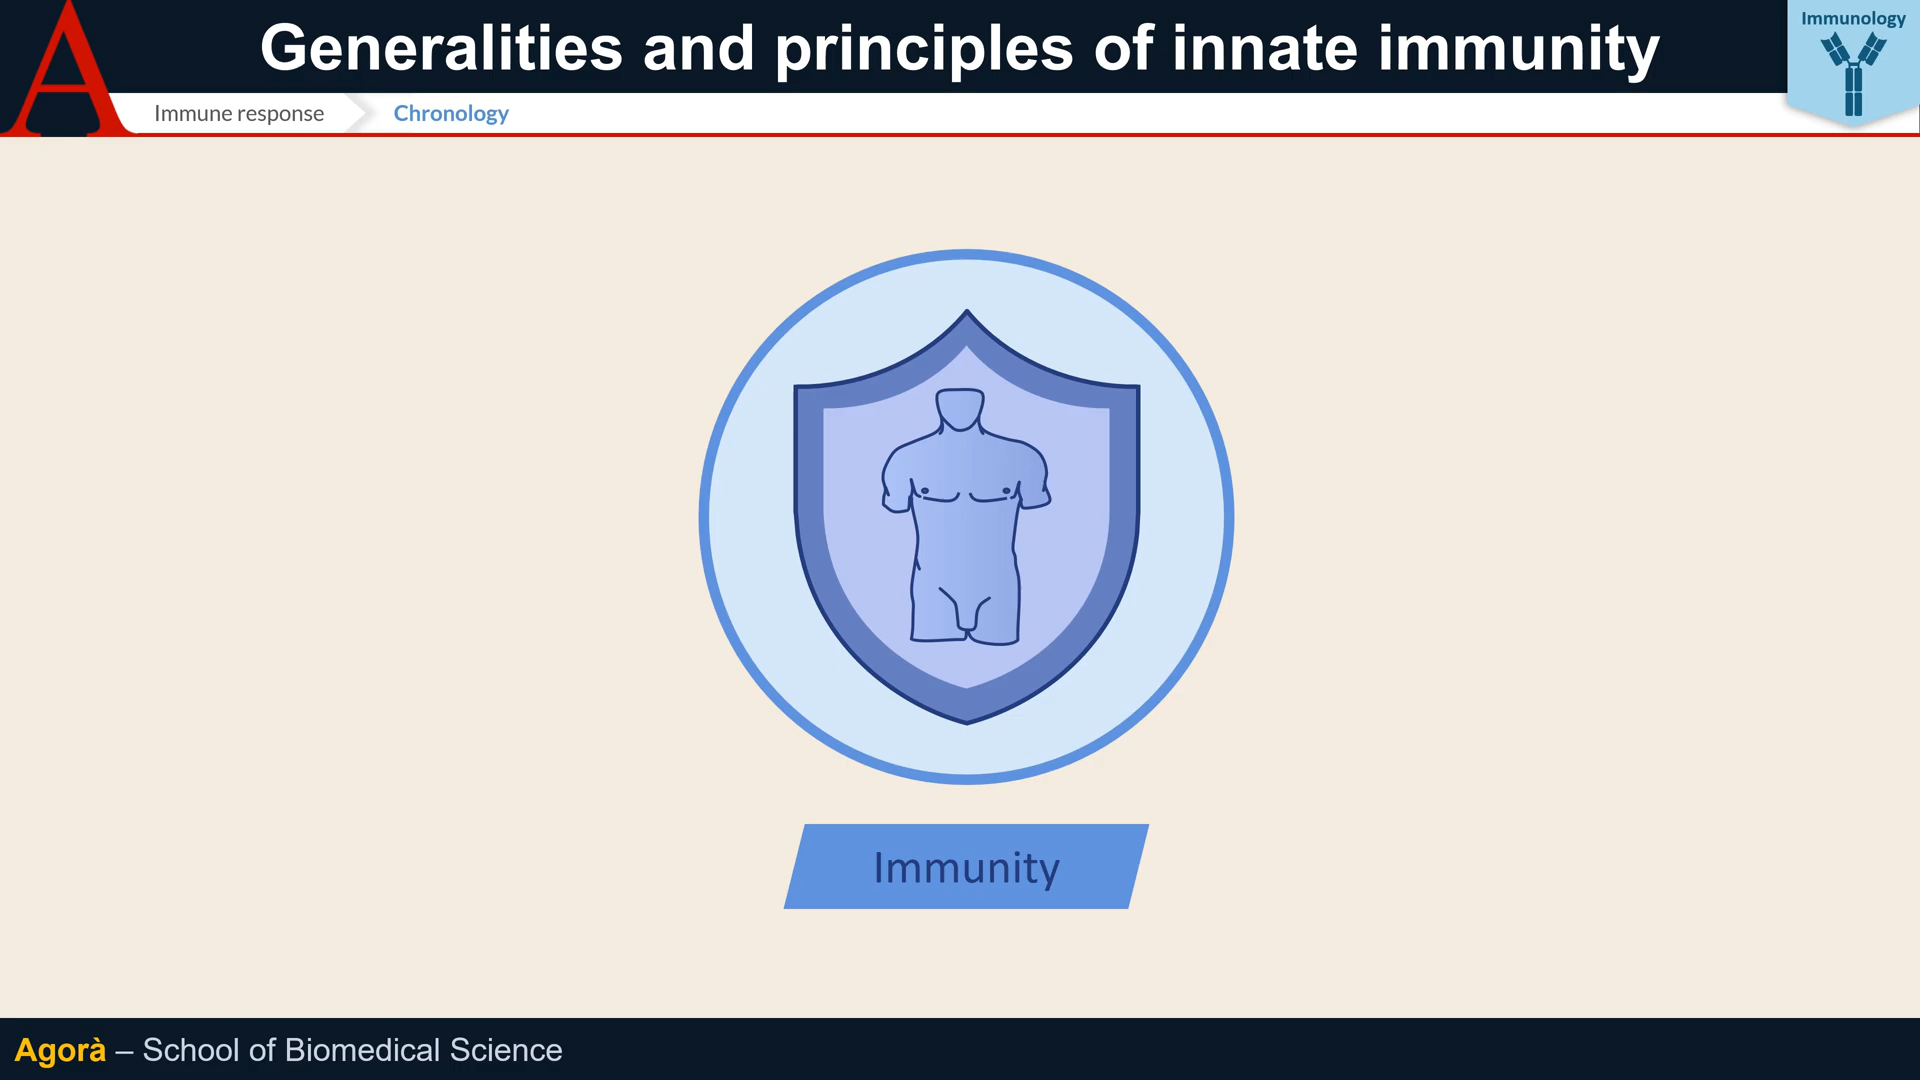 Generalities and principles of innate immunity
Immunology
Immune response
Chronology
Immunity
Agorà – School of Biomedical Science